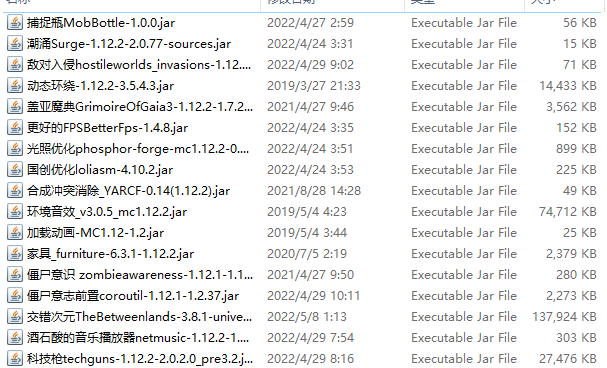 捕捉瓶MobBottle-1.0.0.jar 2022/4/27 2:59 Executable Jar File 56 KB
潮涌Surge-1.12.2-2.0.77-sources.jar 2022/4/24 3:31 Executable Jar File 15 KB
敌对入侵hostileworlds_invasions-1.12.... 2022/4/29 9:02 Executable Jar File 71 KB
动态环绕-1.12.2-3.5.4.3.jar 2019/3/27 21:33 Executable Jar File 14,433 KB
盖亚魔典GrimoireOfGaia3-1.12.2-1.7.2... 2021/4/27 9:46 Executable Jar File 3,562 KB
更好的FPSBetterFps-1.4.8.jar 2022/4/24 3:35 Executable Jar File 152 KB
光照优化phosphor-forge-mc1.12.2-0.... 2022/4/24 3:51 Executable Jar File 899 KB
国创优化loliasm-4.10.2.jar 2022/4/24 3:53 Executable Jar File 225 KB
合成冲突消除_YARCF-0.14(1.12.2).jar 2021/8/28 14:28 Executable Jar File 49 KB
环境音效_v3.0.5_mc1.12.2.jar 2019/5/4 4:23 Executable Jar File 74,712 KB
加载动画-MC1.12-1.2.jar 2019/5/4 3:44 Executable Jar File 25 KB
家具_furniture-6.3.1-1.12.2.jar 2020/7/5 2:19 Executable Jar File 2,379 KB
僵尸意识 zombieawareness-1.12.1-1.1... 2021/4/27 9:50 Executable Jar File 280 KB
僵尸意志前置coroutil-1.12.1-1.2.37.jar 2022/4/29 10:11 Executable Jar File 2,273 KB
交错次元TheBetweenlands-3.8.1-unive... 2022/5/8 1:13 Executable Jar File 137,924 KB
酒石酸的音乐播放器netmusic-1.12.2-1.... 2022/4/29 7:54 Executable Jar File 303 KB
科技枪techguns-1.12.2-2.0.2.0_pre3.2.j... 2022/4/29 8:16 Executable Jar File 27,476 KB